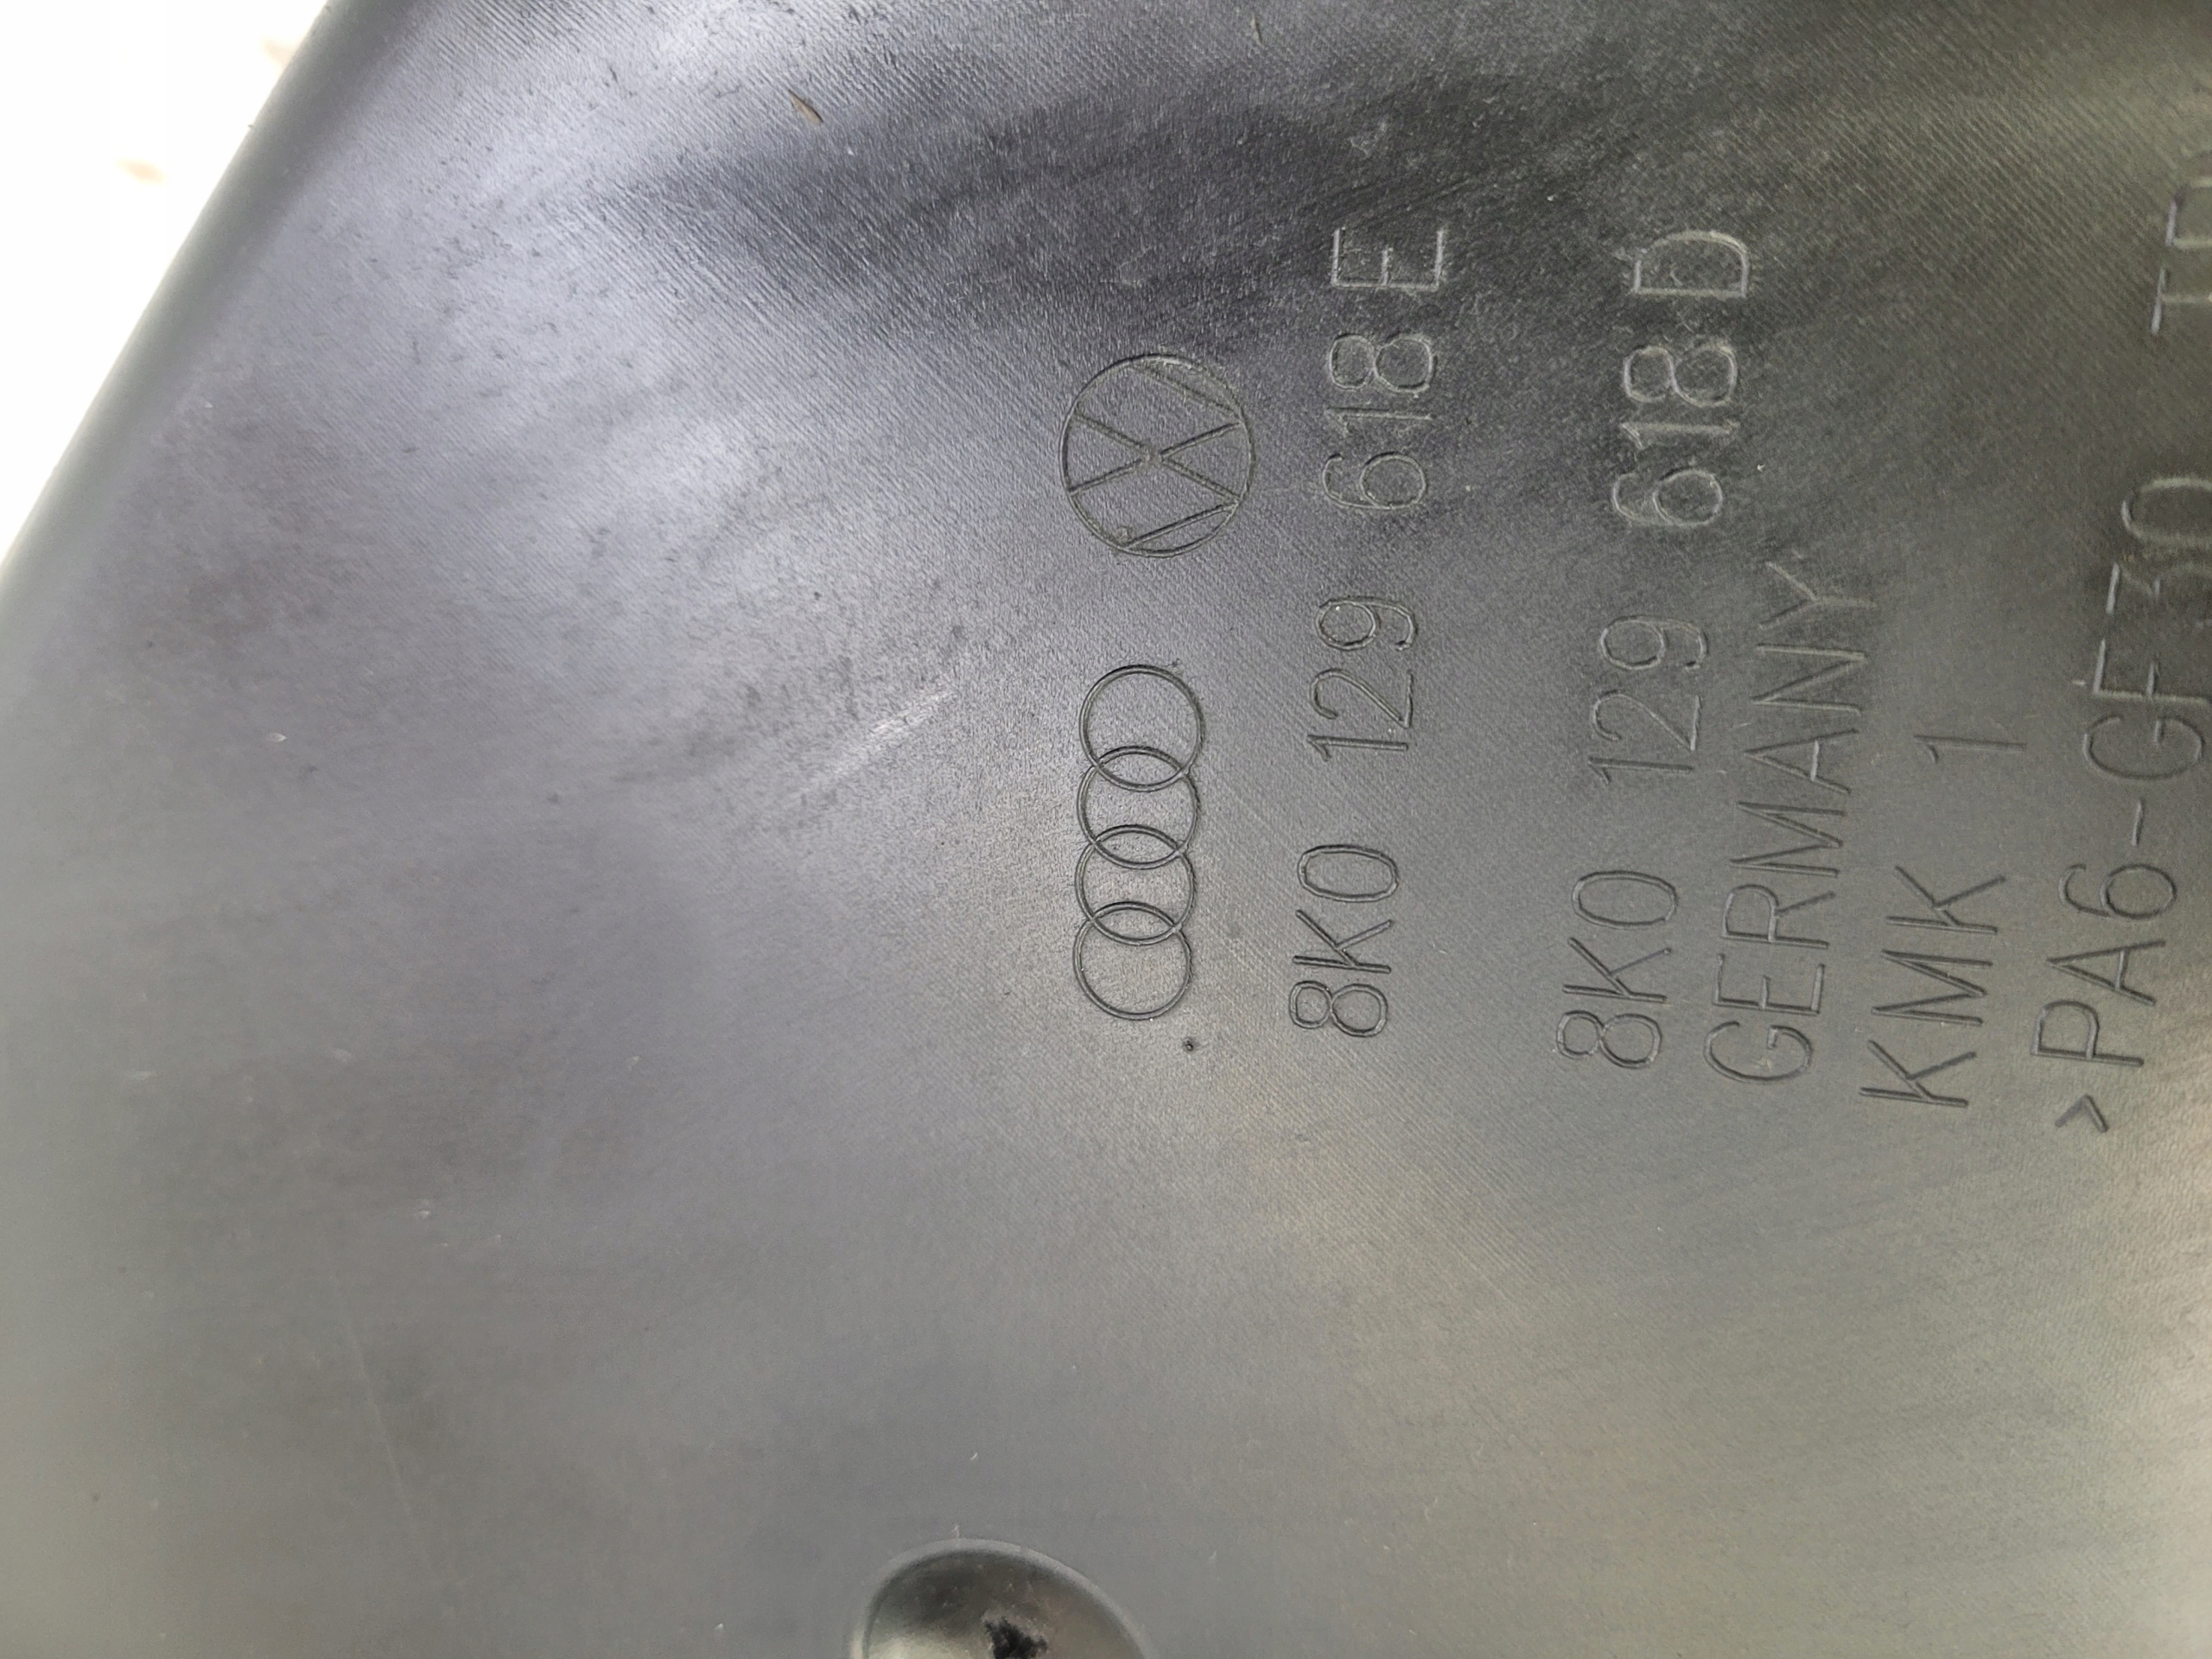 8K0 129 618 E
8K0 129 618 D
GERMANY
KMK 1
>PA6-GF30